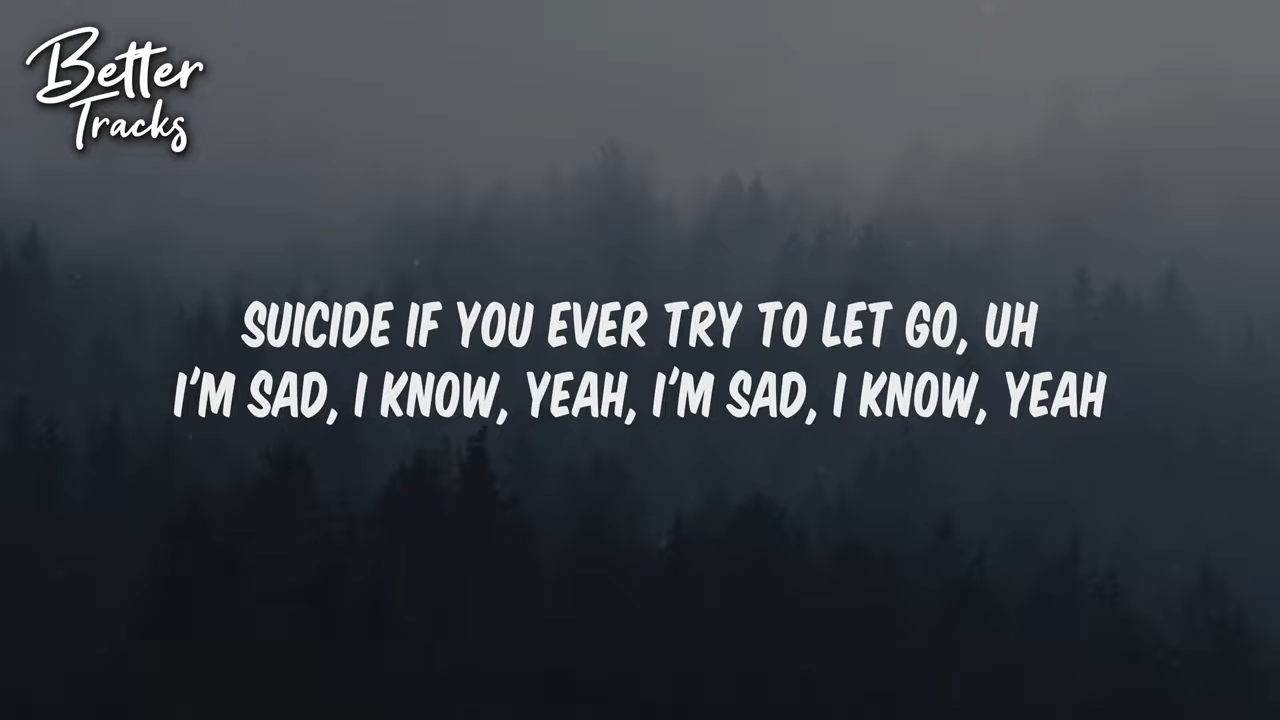 Better
Tracks
SUICIDE IF YOU EVER TRY TO LET GO, UH
I'M SAD, I KNOW, YEAH, I'M SAD, I KNOW, YEAH